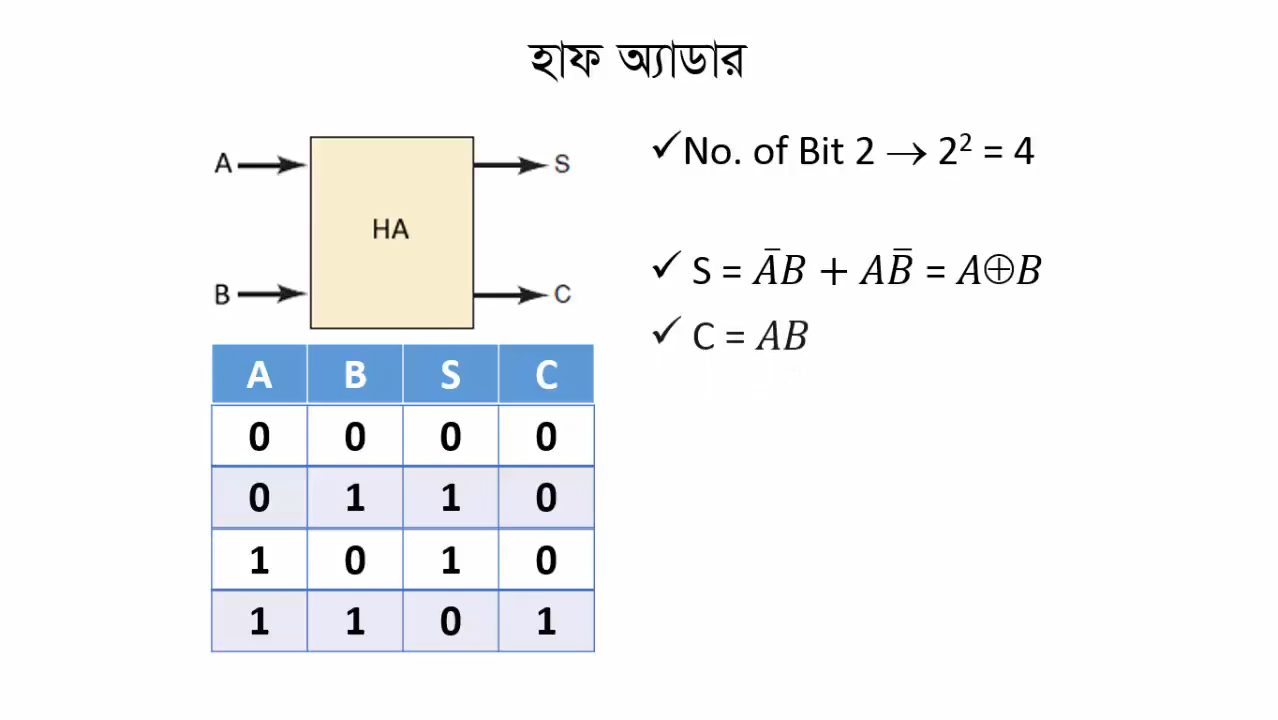 হাফ অ্যাডার
A S
HA
B C
✓No. of Bit 2 → 2² = 4
✓ S = A̅B + AB̅ = A⊕B
✓ C = AB
A B S C
0 0 0 0
0 1 1 0
1 0 1 0
1 1 0 1